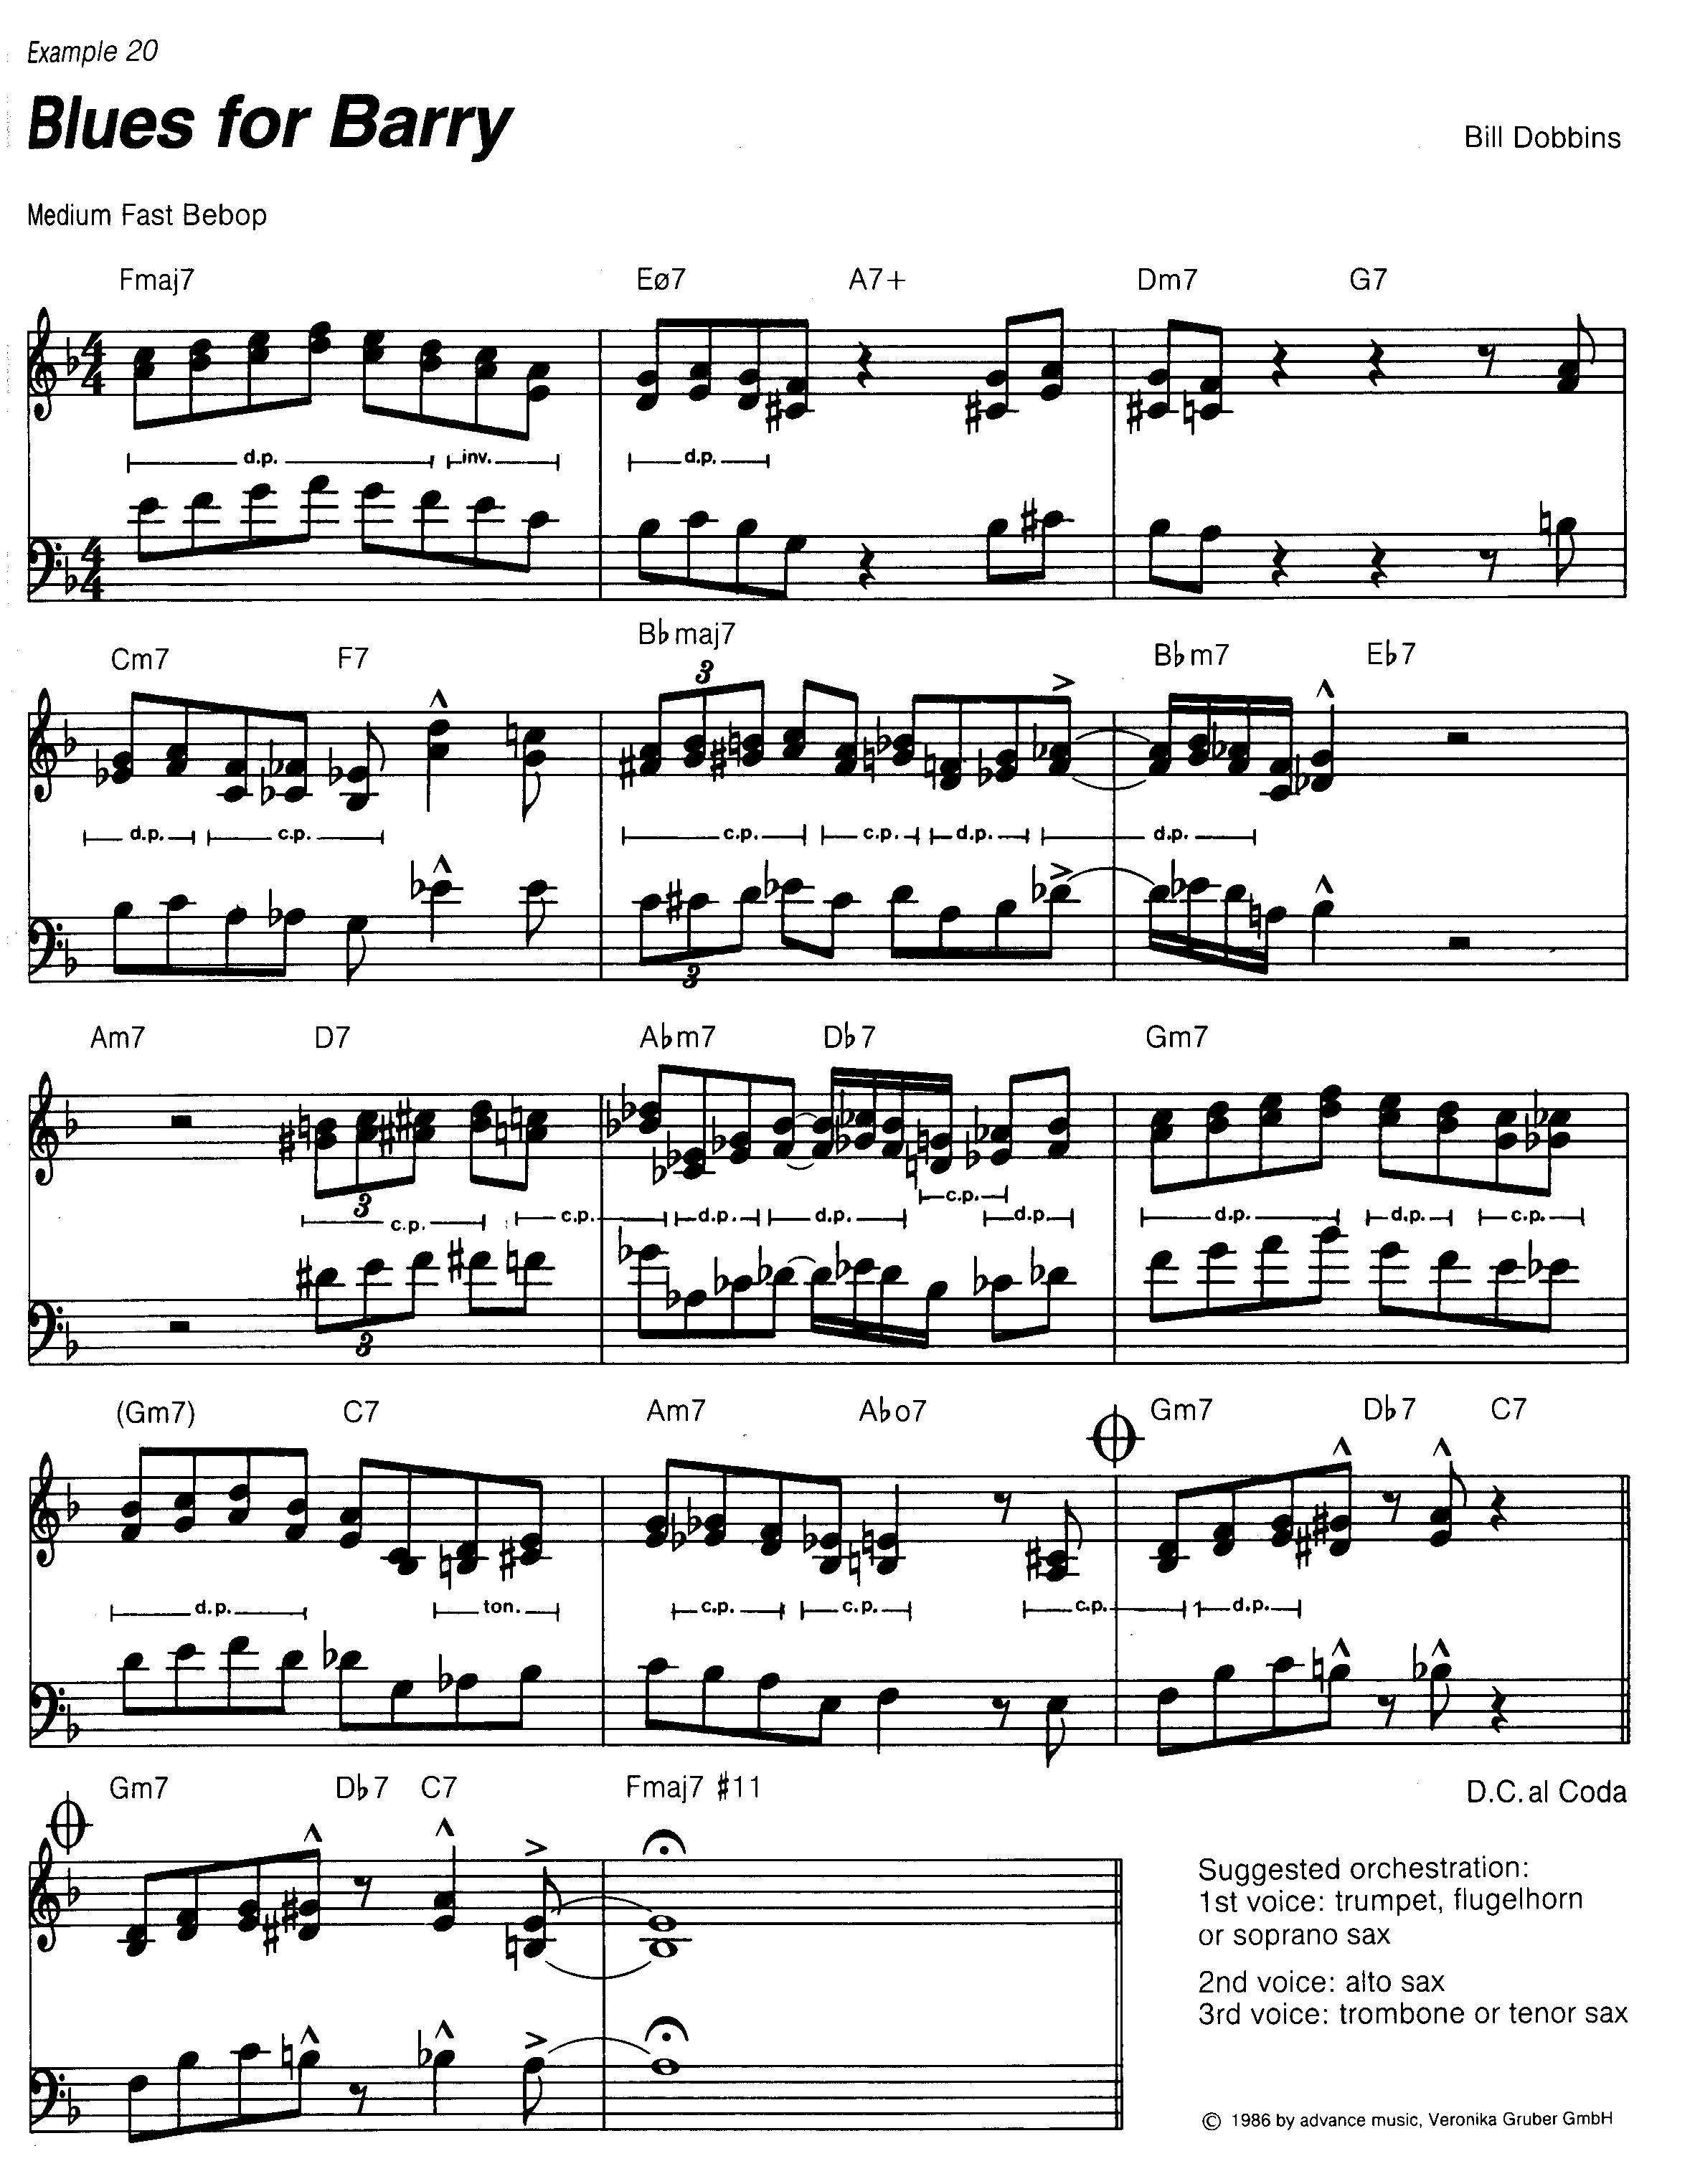 Example 20
Blues for Barry
Bill Dobbins
Medium Fast Bebop
Fmaj7 Eø7 A7+ Dm7 G7
4 4
d.p. inv. d.p.
4 4
Cm7 F7 B♭maj7 B♭m7 E♭7
3
d.p. c.p. c.p. c.p. d.p. d.p.
3
Am7 D7 A♭m7 D♭7 Gm7
3
c.p. c.p. d.p. d.p. c.p. d.p. d.p. d.p. c.p.
3
(Gm7) C7 Am7 A♭o7 Gm7 D♭7 C7
d.p. ton. c.p. c.p. c.p. d.p.
Gm7 D♭7 C7 Fmaj7 #11 D.C. al Coda
Suggested orchestration:
1st voice: trumpet, flugelhorn
or soprano sax
2nd voice: alto sax
3rd voice: trombone or tenor sax
© 1986 by advance music, Veronika Gruber GmbH